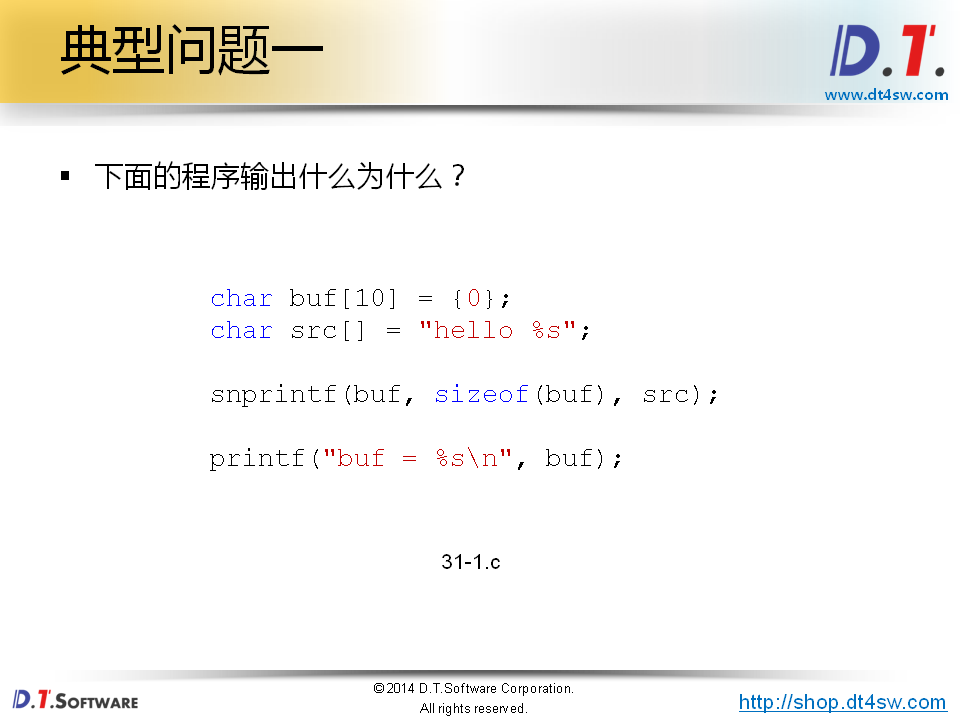 典型问题一
D.T.
www.dt4sw.com
▪ 下面的程序输出什么为什么？
char buf[10] = {0};
char src[] = "hello %s";
snprintf(buf, sizeof(buf), src);
printf("buf = %s\n", buf);
31-1.c
D.T.SOFTWARE
©2014 D.T.Software Corporation.
All rights reserved.
http://shop.dt4sw.com